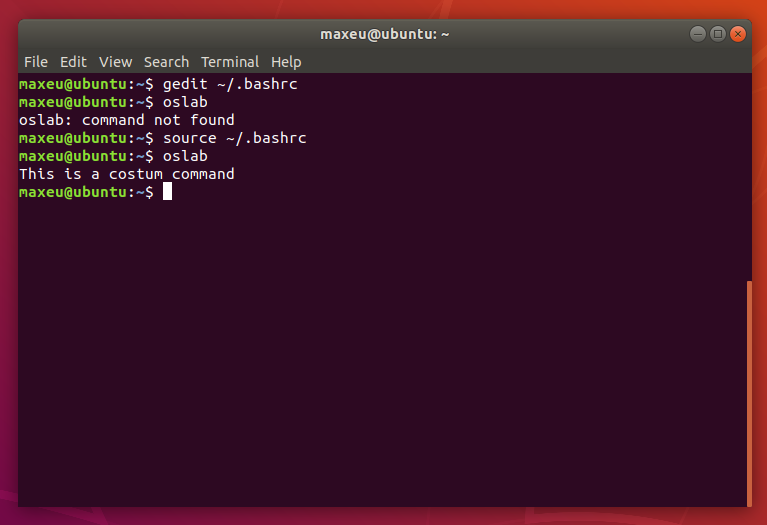 maxeu@ubuntu: ~
File Edit View Search Terminal Help
maxeu@ubuntu:~$ gedit ~/.bashrc
maxeu@ubuntu:~$ oslab
oslab: command not found
maxeu@ubuntu:~$ source ~/.bashrc
maxeu@ubuntu:~$ oslab
This is a costum command
maxeu@ubuntu:~$